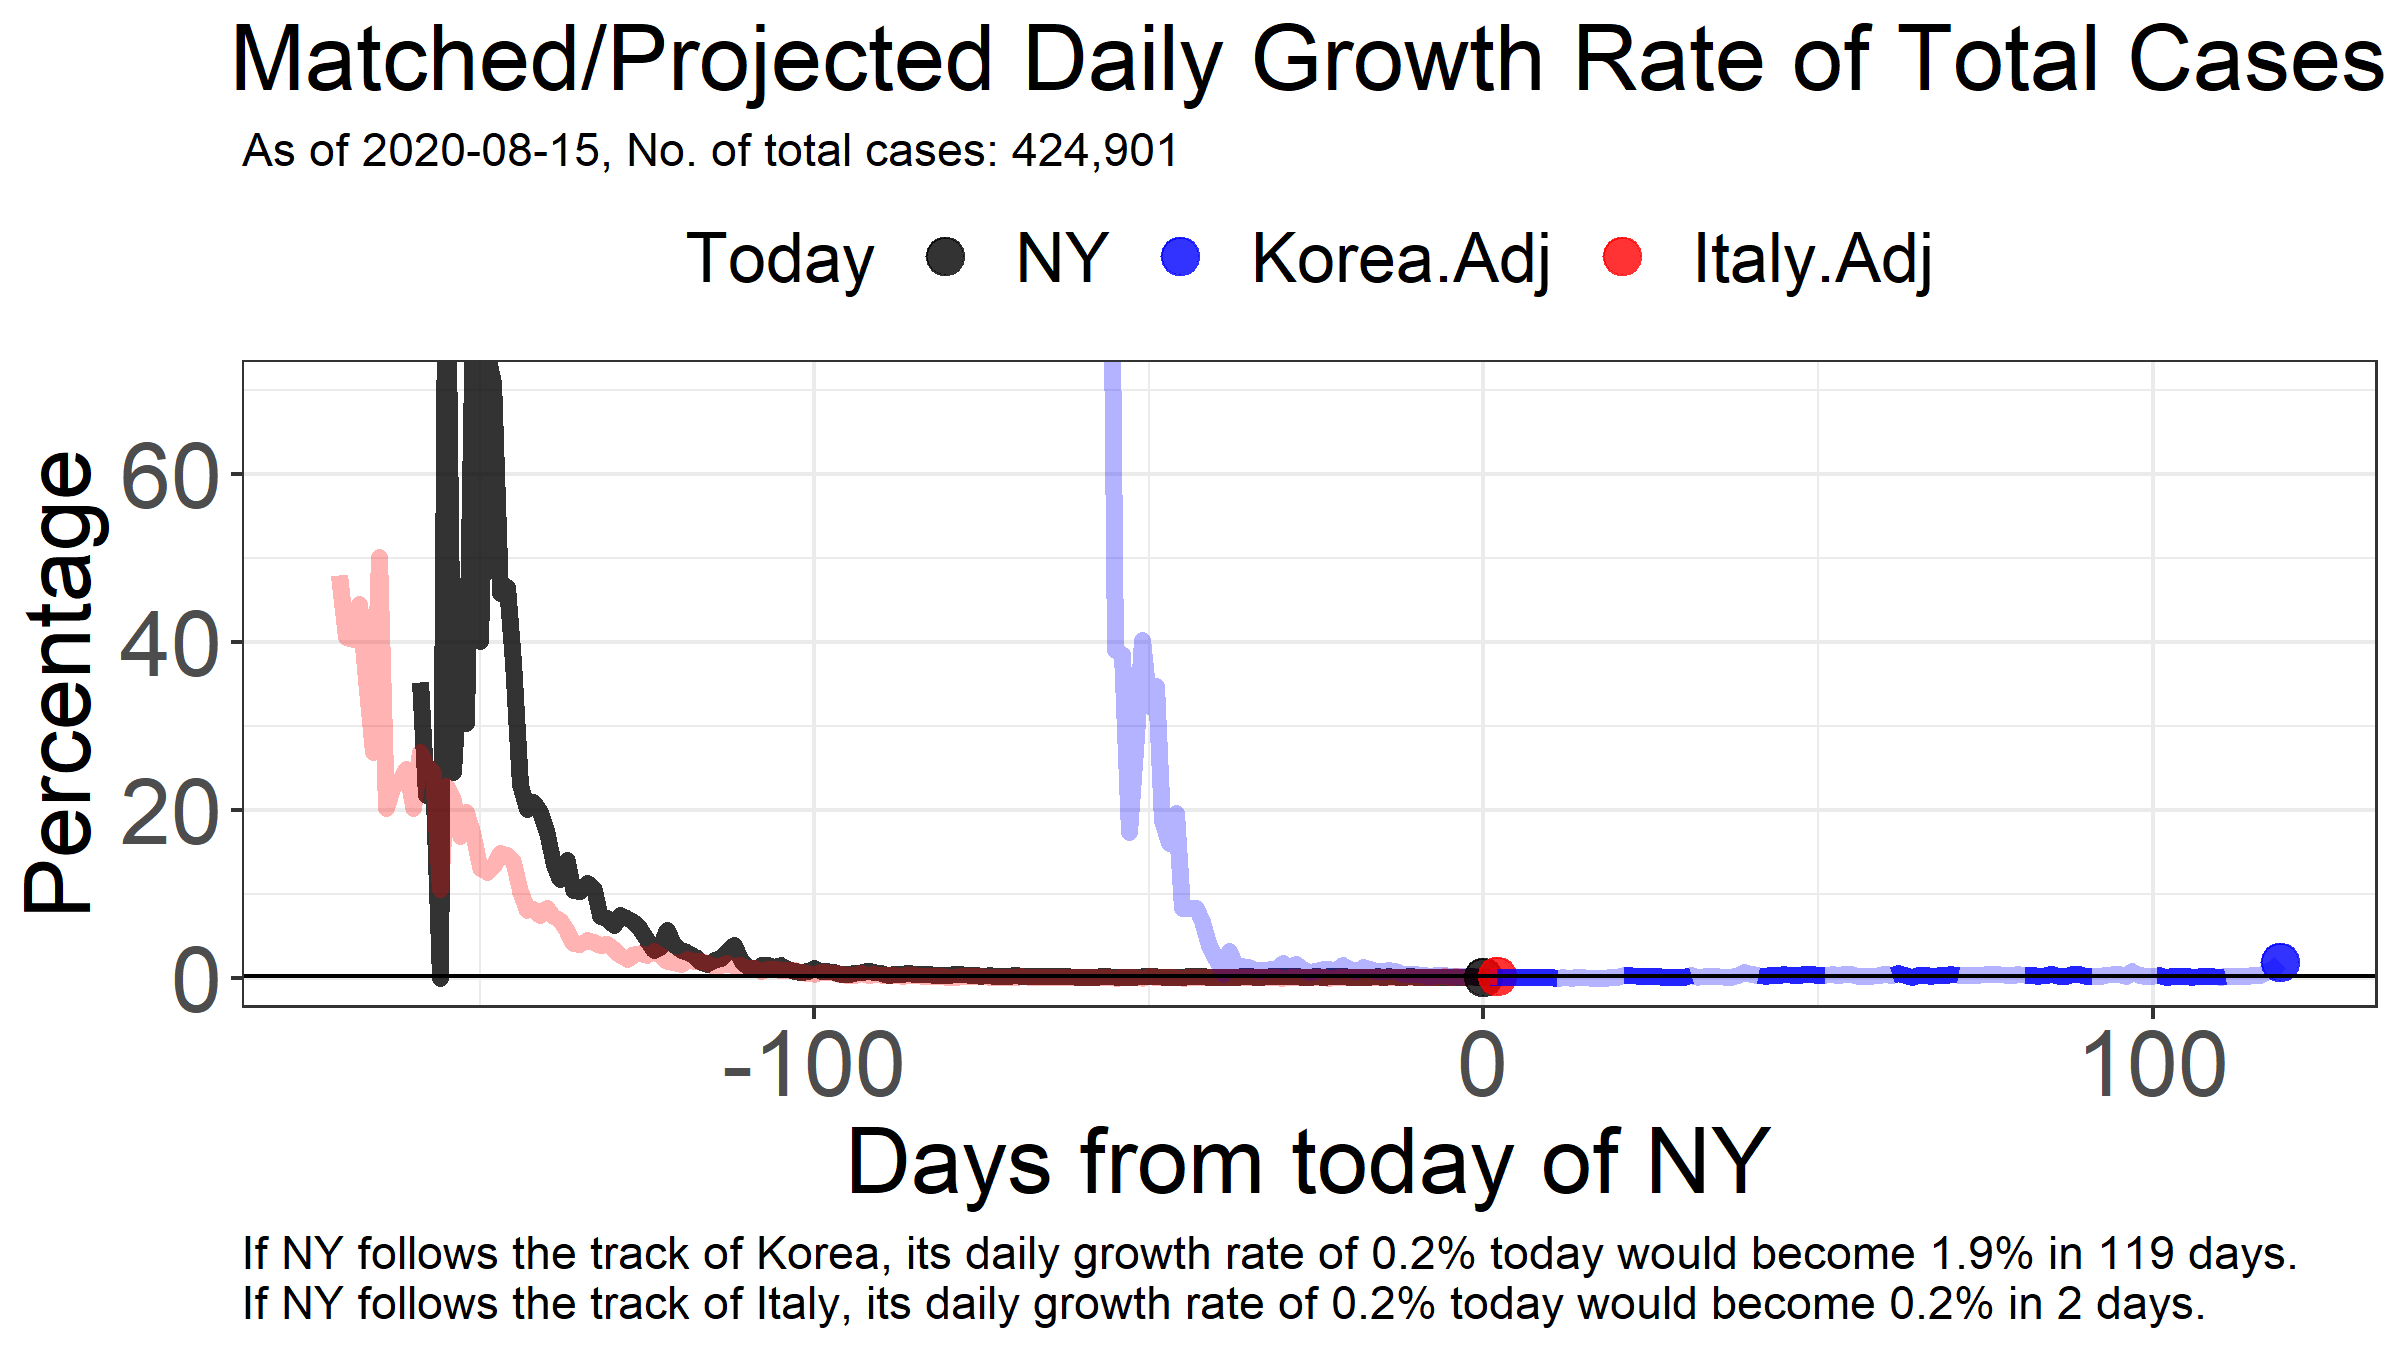 Matched/Projected Daily Growth Rate of Total Cases
As of 2020-08-15, No. of total cases: 424,901
Today NY Korea.Adj Italy.Adj
Percentage
60
40
20
0
-100 0 100
Days from today of NY
If NY follows the track of Korea, its daily growth rate of 0.2% today would become 1.9% in 119 days.
If NY follows the track of Italy, its daily growth rate of 0.2% today would become 0.2% in 2 days.